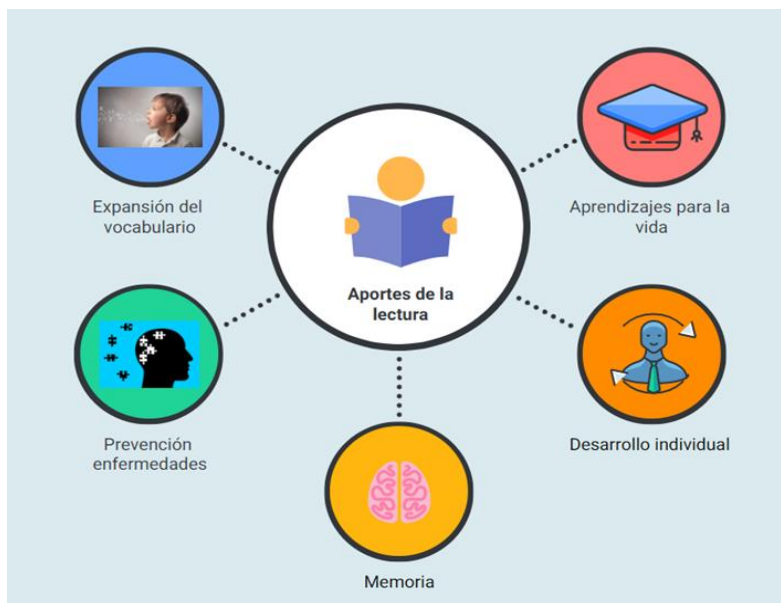 Expansión del
vocabulario
Aprendizajes para la
vida
Aportes de la
lectura
Prevención
enfermedades
Desarrollo individual
Memoria